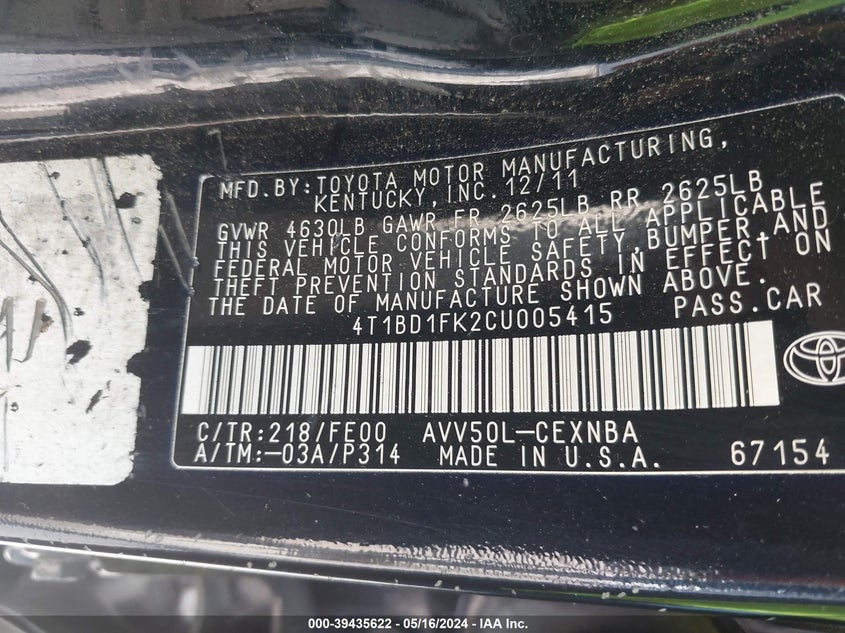 MFD.BY:TOYOTA MOTOR MANUFACTURING,
KENTUCKY,INC. 12/11
GVWR 4630LB GAWR FR 2625LB RR 2625LB
THIS VEHICLE CONFORMS TO ALL APPLICABLE
FEDERAL MOTOR VEHICLE SAFETY,BUMPER,AND
THEFT PREVENTION STANDARDS IN EFFECT ON
THE DATE OF MANUFACTURE SHOWN ABOVE.
4T1BD1FK2CU005415 PASS.CAR
C/TR:218/FE00 AVV50L-CEXNBA
A/TM:-03A/P314 MADE IN U.S.A. 67154
000-39435622 - 05/16/2024 - IAA Inc.